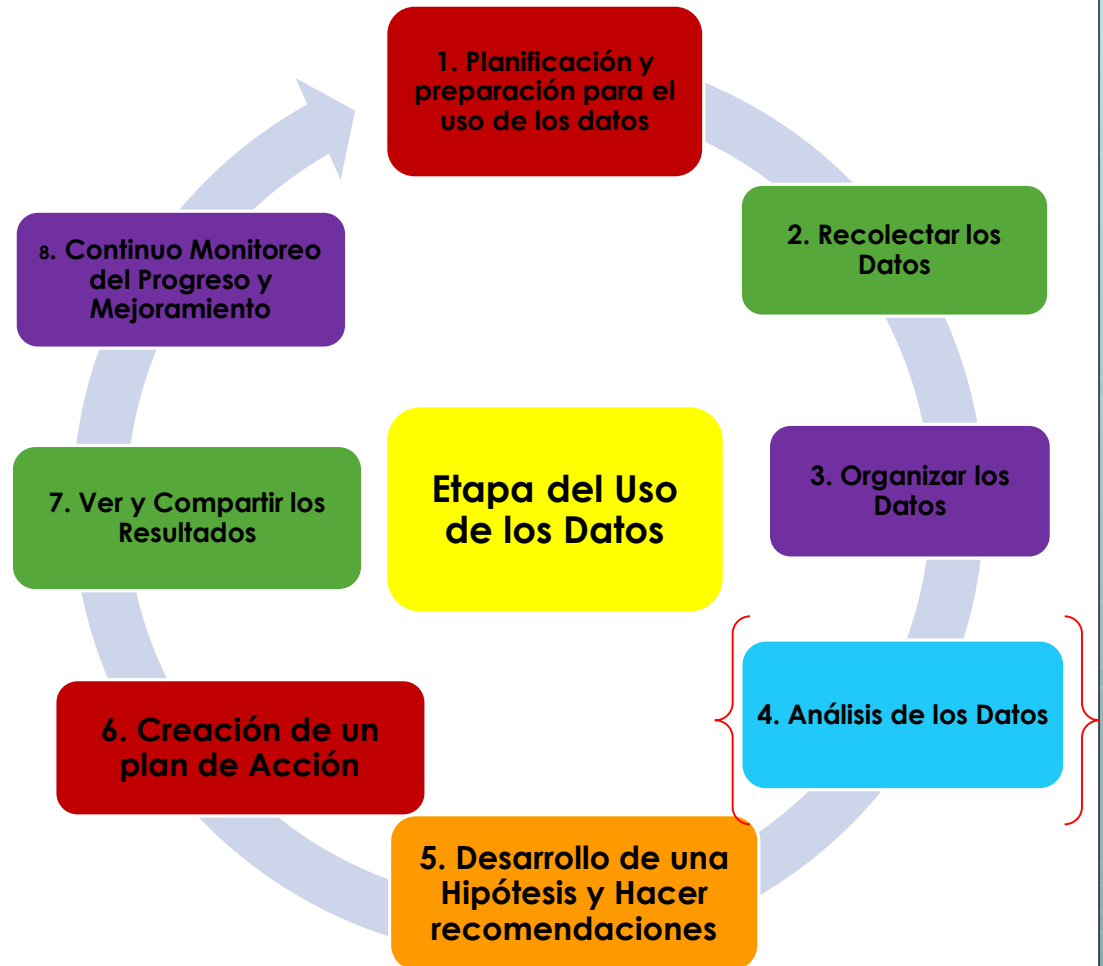 1. Planificación y
preparación para el
uso de los datos
2. Recolectar los
Datos
3. Organizar los
Datos
4. Análisis de los Datos
5. Desarrollo de una
Hipótesis y Hacer
recomendaciones
6. Creación de un
plan de Acción
7. Ver y Compartir los
Resultados
8. Continuo Monitoreo
del Progreso y
Mejoramiento
Etapa del Uso
de los Datos